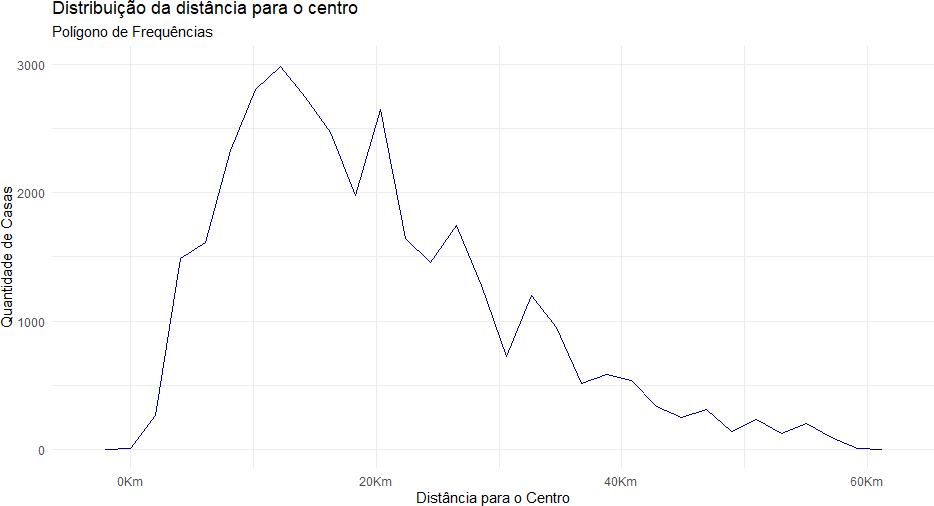 Distribuição da distância para o centro
Polígono de Frequências
Quantidade de Casas
3000
2000
1000
0
0Km
20Km
40Km
60Km
Distância para o Centro